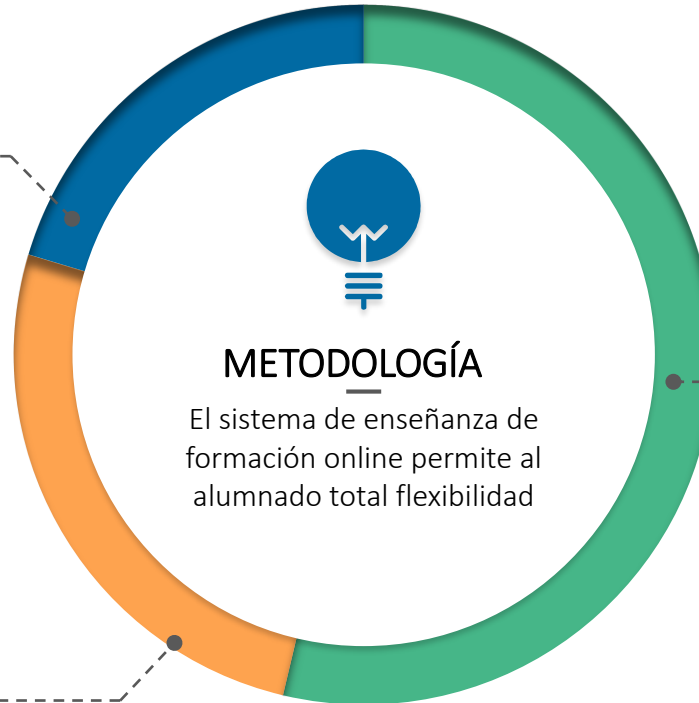 METODOLOGÍA
El sistema de enseñanza de
formación online permite al
alumnado total flexibilidad